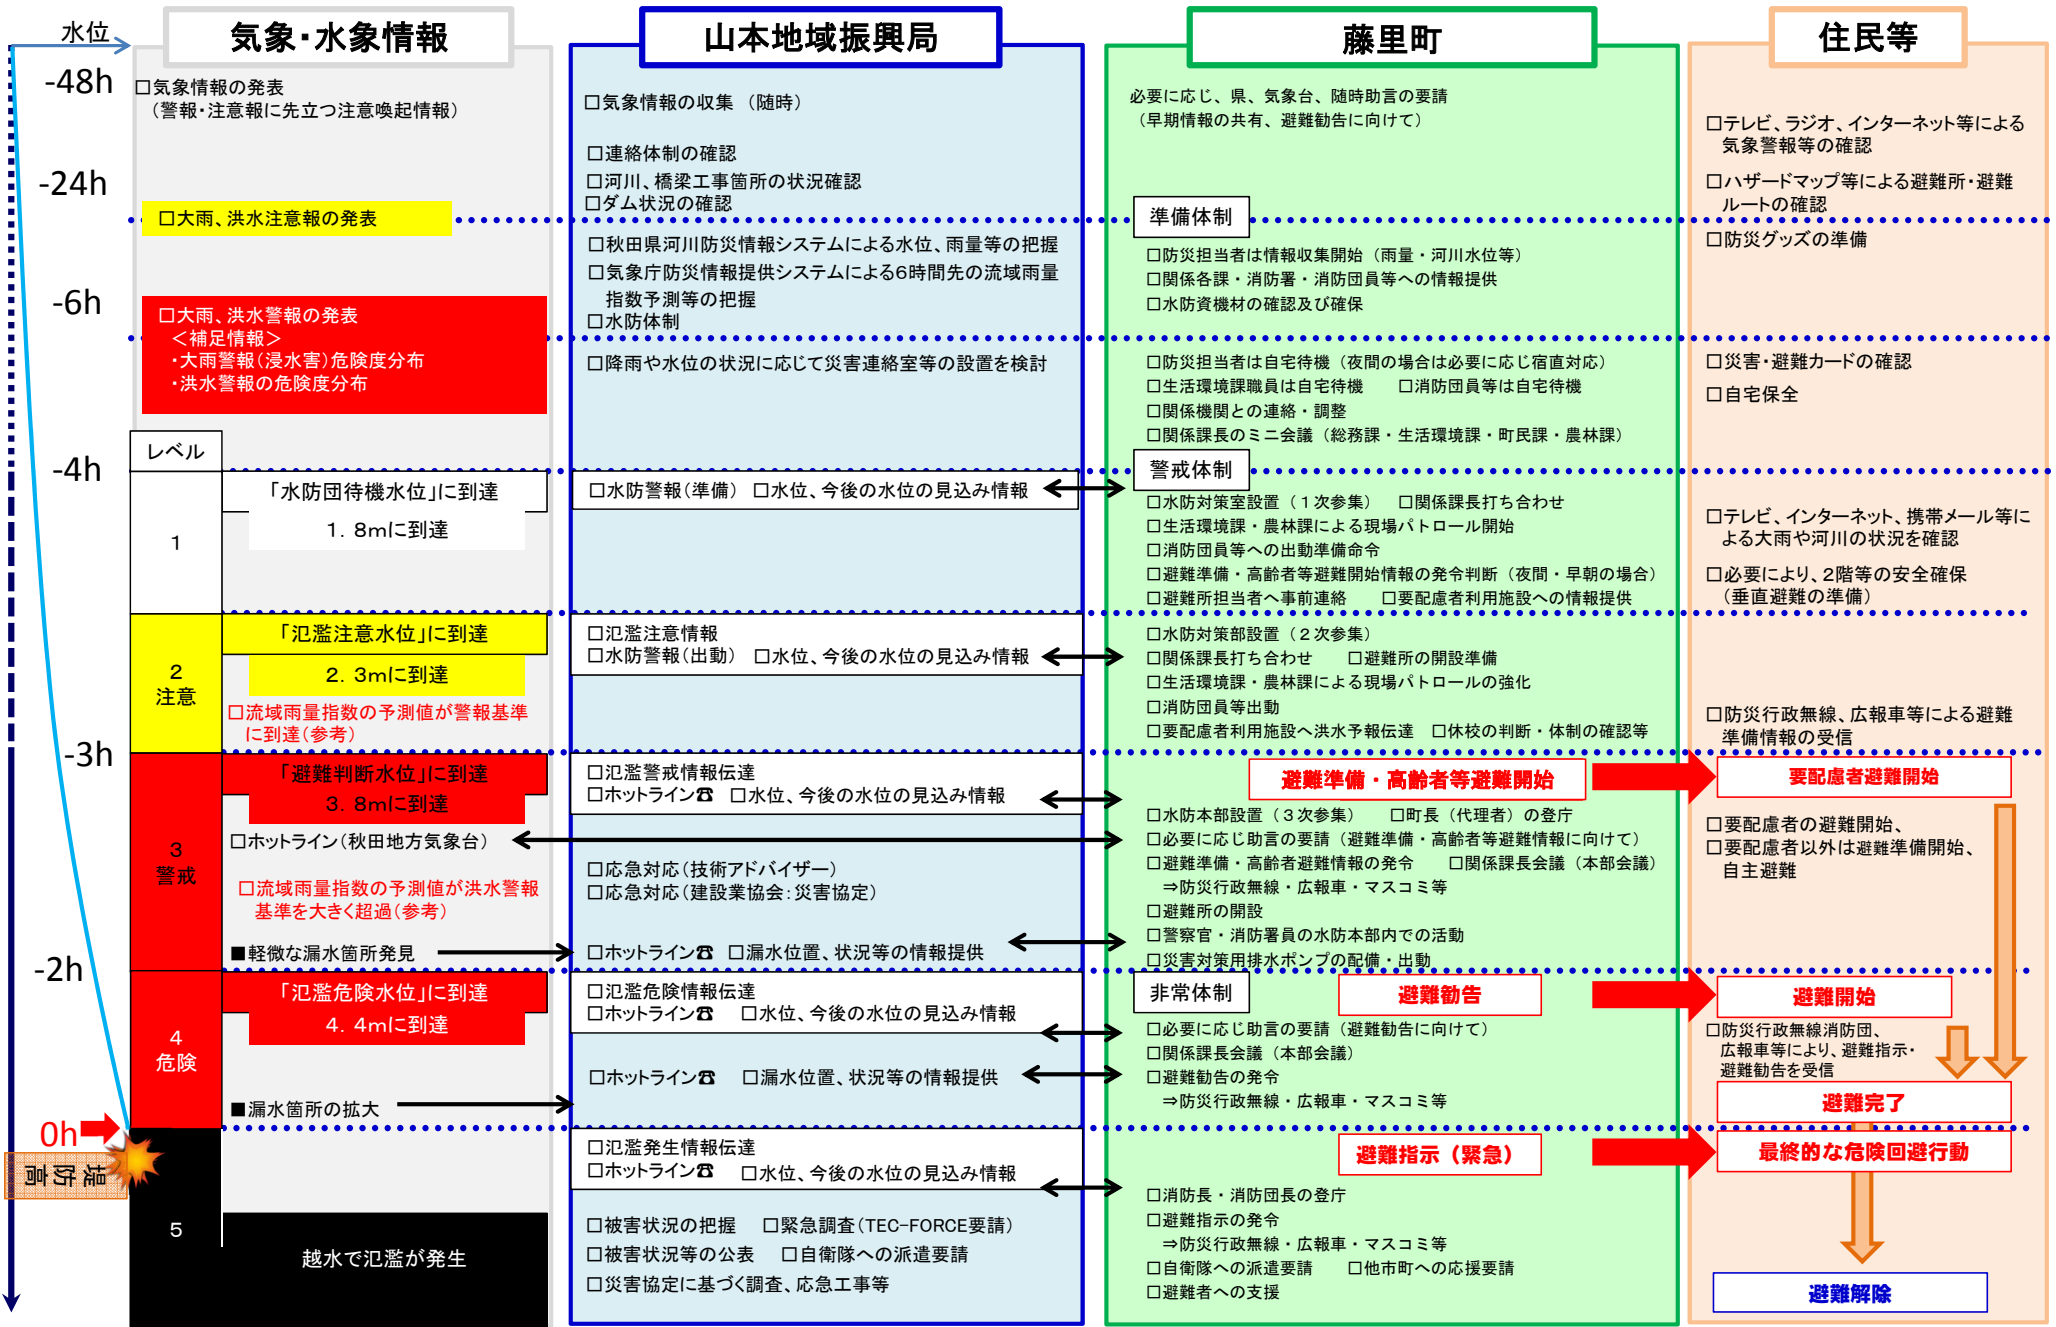 水位
-48h
-24h
-6h
-4h
-3h
-2h
0h
堤防高
気象・水象情報
□気象情報の発表
（警報・注意報に先立つ注意喚起情報）
□大雨、洪水注意報の発表
□大雨、洪水警報の発表
＜補足情報＞
・大雨警報（浸水害）危険度分布
・洪水警報の危険度分布
レベル
1
「水防団待機水位」に到達
1．8mに到達
2
注意
「氾濫注意水位」に到達
2．3mに到達
□流域雨量指数の予測値が警報基準
に到達（参考）
3
警戒
「避難判断水位」に到達
3．8mに到達
□ホットライン（秋田地方気象台）
□流域雨量指数の予測値が洪水警報
基準を大きく超過（参考）
■軽微な漏水箇所発見
4
危険
「氾濫危険水位」に到達
4．4mに到達
■漏水箇所の拡大
5
越水で氾濫が発生
山本地域振興局
□気象情報の収集 （随時）
□連絡体制の確認
□河川、橋梁工事箇所の状況確認
□ダム状況の確認
□秋田県河川防災情報システムによる水位、雨量等の把握
□気象庁防災情報提供システムによる6時間先の流域雨量
指数予測等の把握
□水防体制
□降雨や水位の状況に応じて災害連絡室等の設置を検討
□水防警報（準備） □水位、今後の水位の見込み情報
□氾濫注意情報
□水防警報（出動） □水位、今後の水位の見込み情報
□氾濫警戒情報伝達
□ホットライン☎ □水位、今後の水位の見込み情報
□応急対応（技術アドバイザー）
□応急対応（建設業協会：災害協定）
□ホットライン☎ □漏水位置、状況等の情報提供
□氾濫危険情報伝達
□ホットライン☎ □水位、今後の水位の見込み情報
□ホットライン☎ □漏水位置、状況等の情報提供
□氾濫発生情報伝達
□ホットライン☎ □水位、今後の水位の見込み情報
□被害状況の把握 □緊急調査（TEC-FORCE要請）
□被害状況等の公表 □自衛隊への派遣要請
□災害協定に基づく調査、応急工事等
藤里町
必要に応じ、県、気象台、随時助言の要請
（早期情報の共有、避難勧告に向けて）
準備体制
□防災担当者は情報収集開始（雨量・河川水位等）
□関係各課・消防署・消防団員等への情報提供
□水防資機材の確認及び確保
□防災担当者は自宅待機（夜間の場合は必要に応じ宿直対応）
□生活環境課職員は自宅待機 □消防団員等は自宅待機
□関係機関との連絡・調整
□関係課長のミニ会議（総務課・生活環境課・町民課・農林課）
警戒体制
□水防対策室設置（1次参集） □関係課長打ち合わせ
□生活環境課・農林課による現場パトロール開始
□消防団員等への出動準備命令
□避難準備・高齢者等避難開始情報の発令判断（夜間・早朝の場合）
□避難所担当者へ事前連絡 □要配慮者利用施設への情報提供
□水防対策部設置（2次参集）
□関係課長打ち合わせ □避難所の開設準備
□生活環境課・農林課による現場パトロールの強化
□消防団員等出動
□要配慮者利用施設へ洪水予報伝達 □休校の判断・体制の確認等
避難準備・高齢者等避難開始
□水防本部設置（3次参集） □町長（代理者）の登庁
□必要に応じ助言の要請（避難準備・高齢者等避難情報に向けて）
□避難準備・高齢者避難情報の発令 □関係課長会議（本部会議）
⇒防災行政無線・広報車・マスコミ等
□避難所の開設
□警察官・消防署員の水防本部内での活動
□災害対策用排水ポンプの配備・出動
非常体制
避難勧告
□必要に応じ助言の要請（避難勧告に向けて）
□関係課長会議（本部会議）
□避難勧告の発令
⇒防災行政無線・広報車・マスコミ等
避難指示（緊急）
□消防長・消防団長の登庁
□避難指示の発令
⇒防災行政無線・広報車・マスコミ等
□自衛隊への派遣要請 □他市町への応援要請
□避難者への支援
住民等
□テレビ、ラジオ、インターネット等による
気象警報等の確認
□ハザードマップ等による避難所・避難
ルートの確認
□防災グッズの準備
□災害・避難カードの確認
□自宅保全
□テレビ、インターネット、携帯メール等に
よる大雨や河川の状況を確認
□必要により、2階等の安全確保
（垂直避難の準備）
□防災行政無線、広報車等による避難
準備情報の受信
要配慮者避難開始
□要配慮者の避難開始、
□要配慮者以外は避難準備開始、
自主避難
避難開始
□防災行政無線消防団、
広報車等により、避難指示・
避難勧告を受信
避難完了
最終的な危険回避行動
避難解除